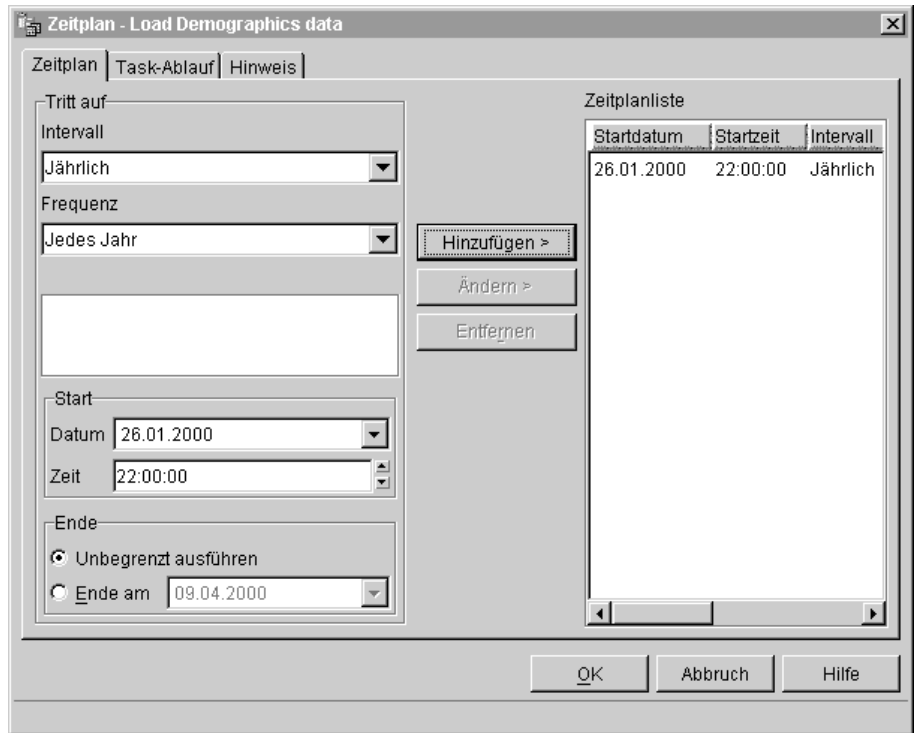 Zeitplan - Load Demographics data
Zeitplan Task-Ablauf Hinweis
Tritt auf
Intervall
Jährlich
Frequenz
Jedes Jahr
Start
Datum 26.01.2000
Zeit 22:00:00
Ende
Unbegrenzt ausführen
Ende am 09.04.2000
Hinzufügen >
Ändern >
Entfernen
Zeitplanliste
Startdatum Startzeit Intervall
26.01.2000 22:00:00 Jährlich
OK Abbruch Hilfe